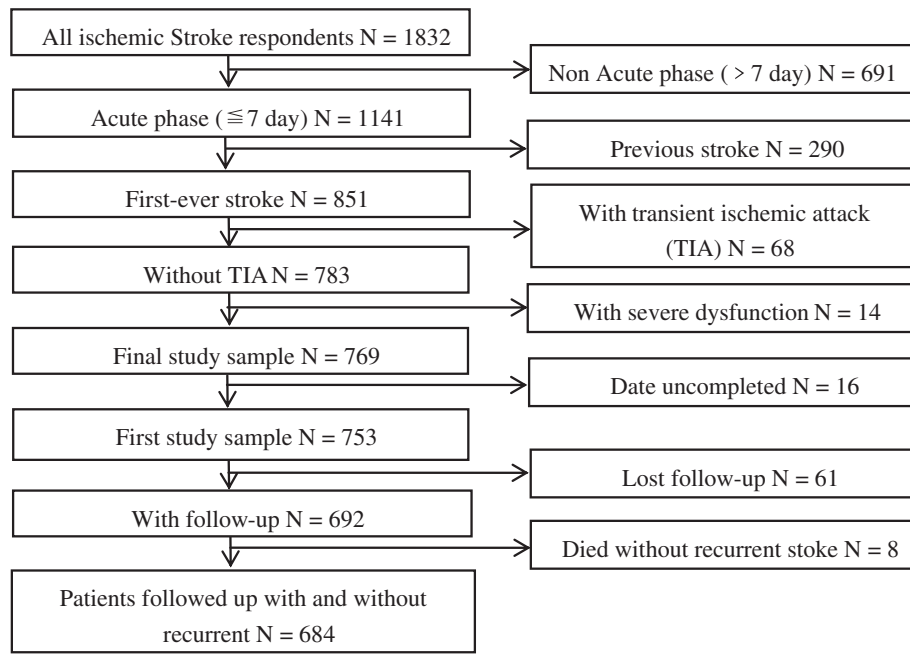 All ischemic Stroke respondents N = 1832
Non Acute phase ( > 7 day) N = 691
Acute phase (≦7 day) N = 1141
Previous stroke N = 290
First-ever stroke N = 851
With transient ischemic attack
(TIA) N = 68
Without TIA N = 783
With severe dysfunction N = 14
Final study sample N = 769
Date uncompleted N = 16
First study sample N = 753
Lost follow-up N = 61
With follow-up N = 692
Died without recurrent stoke N = 8
Patients followed up with and without
recurrent N = 684